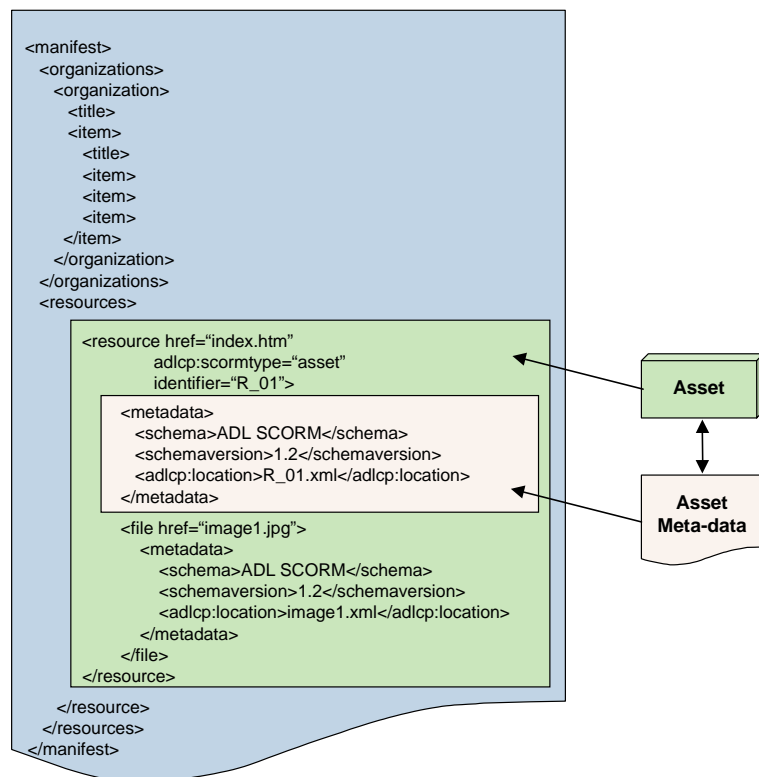 <manifest>
<organizations>
<organization>
<title>
<item>
<title>
<item>
<item>
<item>
</item>
</organization>
</organizations>
<resources>
<resource href=“index.htm”
adlcp:scormtype=“asset”
identifier=“R_01”>
<metadata>
<schema>ADL SCORM</schema>
<schemaversion>1.2</schemaversion>
<adlcp:location>R_01.xml</adlcp:location>
</metadata>
<file href=“image1.jpg”>
<metadata>
<schema>ADL SCORM</schema>
<schemaversion>1.2</schemaversion>
<adlcp:location>image1.xml</adlcp:location>
</metadata>
</file>
</resource>
</resource>
</resources>
</manifest>
Asset
Asset
Meta-data